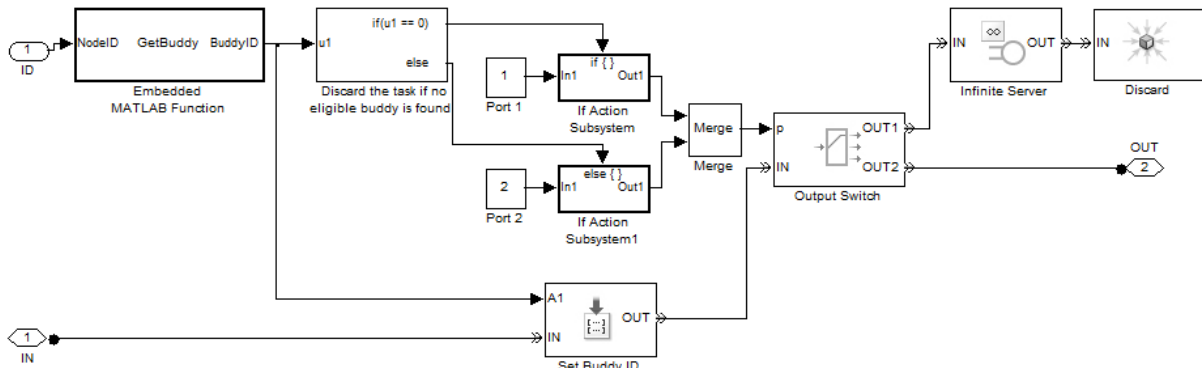 1
ID
NodeID GetBuddy BuddyID
Embedded
MATLAB Function
u1
if(u1 == 0)
else
Discard the task if no
eligible buddy is found
1
Port 1
if { }
In1 Out1
If Action
Subsystem
2
Port 2
else { }
In1 Out1
If Action
Subsystem1
Merge
Merge
p
IN
OUT1
OUT2
Output Switch
IN OUT
Infinite Server
IN
Discard
OUT
2
A1
IN
OUT
[...]
Set Buddy ID
1
IN